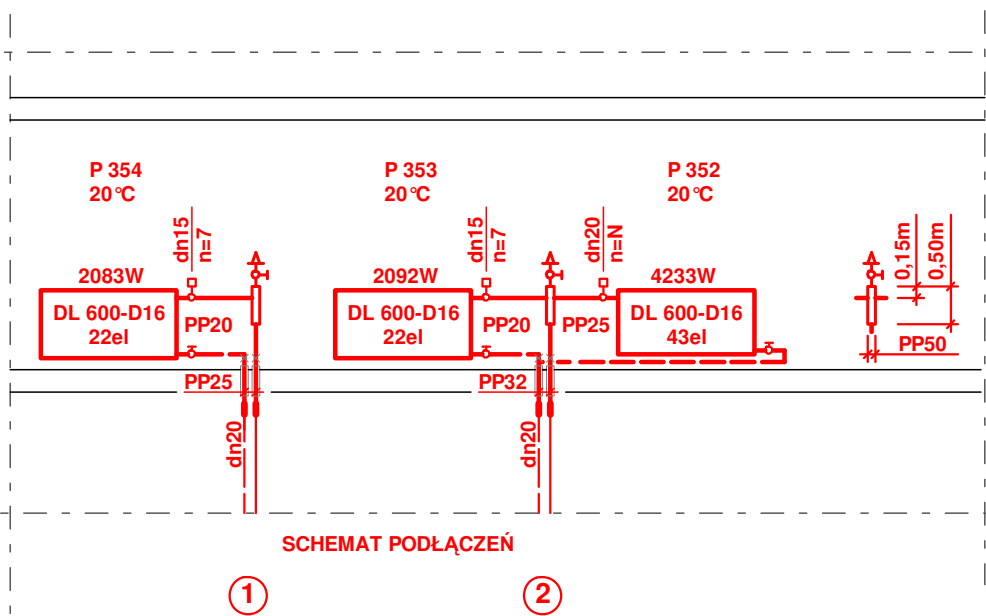 P 354
20°C
P 353
20°C
P 352
20°C
dn15
n=7
dn15
n=7
dn20
n=N
0,15m
0,50m
2083W
2092W
4233W
DL 600-D16
22el
PP20
DL 600-D16
22el
PP20
PP25
DL 600-D16
43el
PP50
PP25
PP32
dn20
dn20
SCHEMAT PODŁĄCZEŃ
1
2